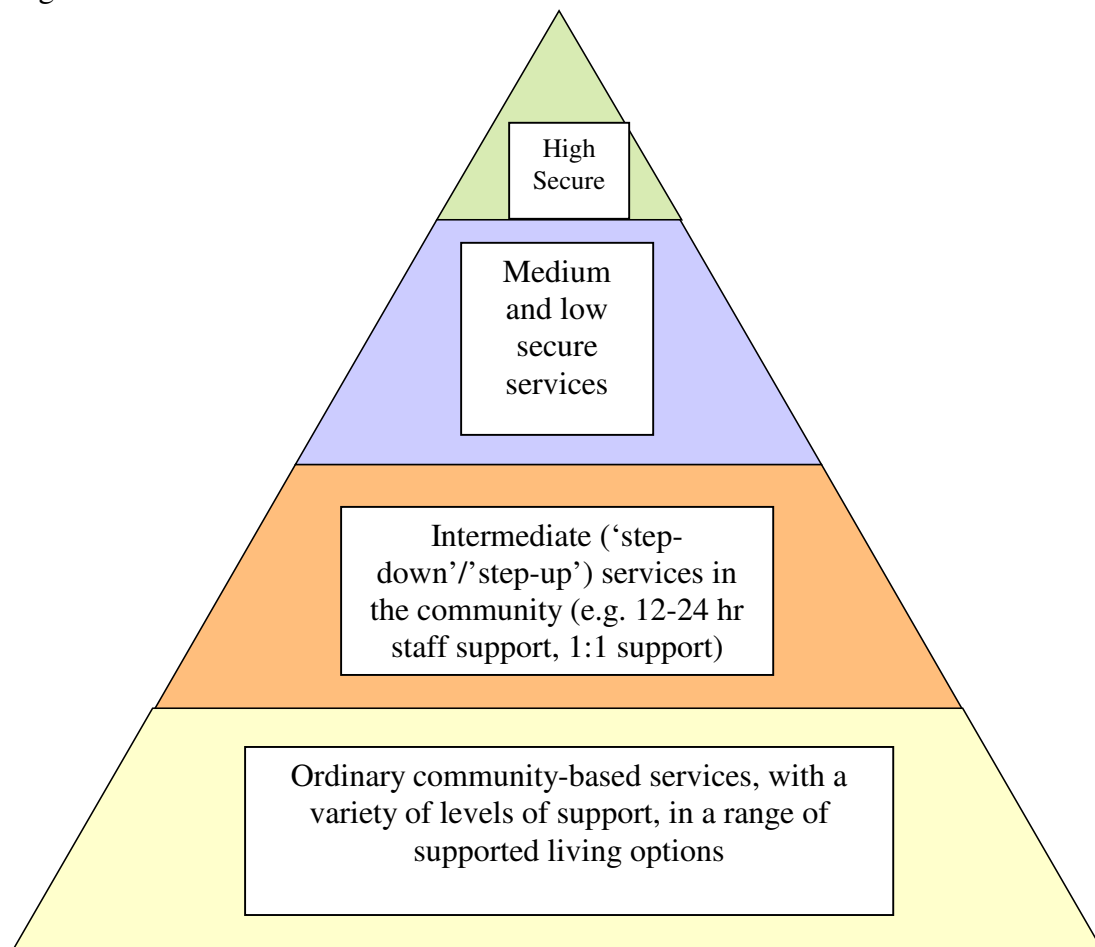 High
Secure
Medium
and low
secure
services
Intermediate (‘step-
down’/’step-up’) services in
the community (e.g. 12-24 hr
staff support, 1:1 support)
Ordinary community-based services, with a
variety of levels of support, in a range of
supported living options